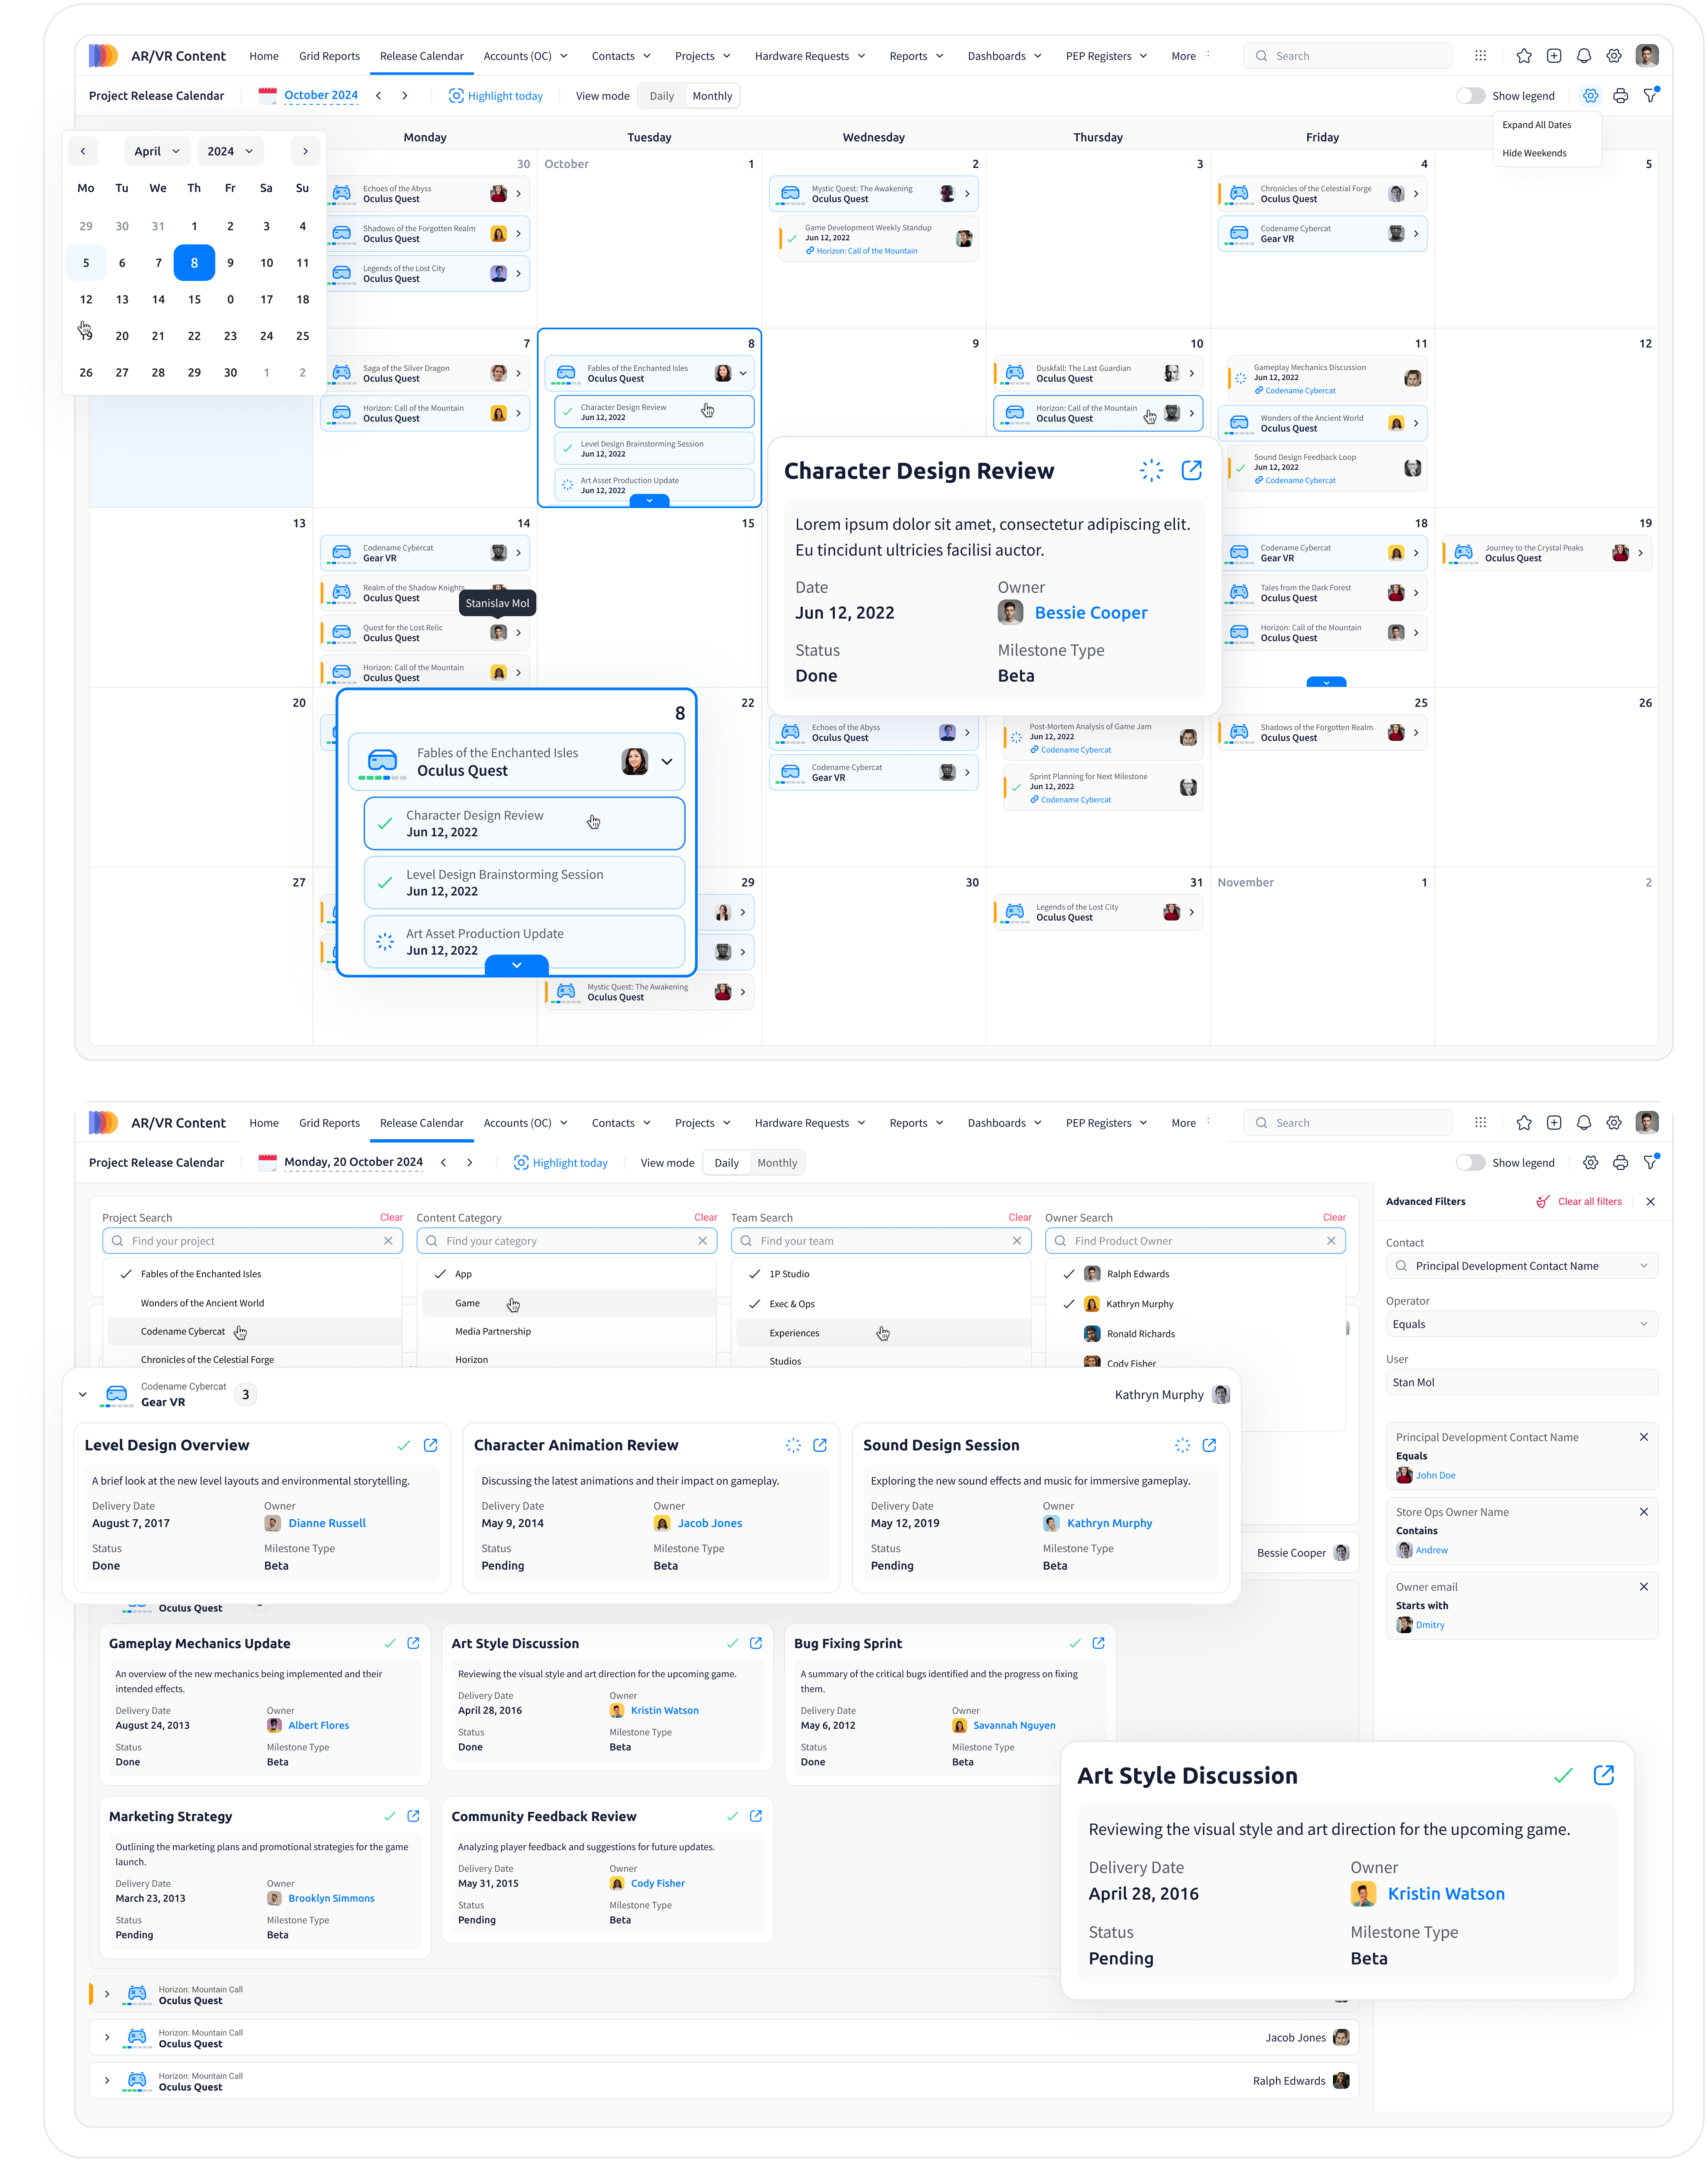 AR/VR Content
Home
Grid Reports
Release Calendar
Accounts (OC)
Contacts
Projects
Hardware Requests
Reports
Dashboards
PEP Registers
More
Search
Project Release Calendar
October 2024
Highlight today
View mode
Daily
Monthly
Show legend
Expand All Dates
Hide Weekends
April
2024
Mo Tu We Th Fr Sa Su
29 30 31 1 2 3 4
5 6 7 8 9 10 11
12 13 14 15 0 17 18
19 20 21 22 23 24 25
26 27 28 29 30 1 2
Monday
Tuesday
Wednesday
Thursday
Friday
30
Echoes of the Abyss
Oculus Quest
Shadows of the Forgotten Realm
Oculus Quest
Legends of the Lost City
Oculus Quest
October 1
2
Mystic Quest: The Awakening
Oculus Quest
Game Development Weekly Standup
Jun 12, 2022
Horizon: Call of the Mountain
3
4
Chronicles of the Celestial Forge
Oculus Quest
Codename Cybercat
Gear VR
5
7
Saga of the Silver Dragon
Oculus Quest
Horizon: Call of the Mountain
Oculus Quest
8
Fables of the Enchanted Isles
Oculus Quest
Character Design Review
Jun 12, 2022
Level Design Brainstorming Session
Jun 12, 2022
Art Asset Production Update
Jun 12, 2022
9
10
Duskfall: The Last Guardian
Oculus Quest
Horizon: Call of the Mountain
Oculus Quest
11
Gameplay Mechanics Discussion
Jun 12, 2022
Codename Cybercat
Wonders of the Ancient World
Oculus Quest
Sound Design Feedback Loop
Jun 12, 2022
Codename Cybercat
12
Character Design Review
Lorem ipsum dolor sit amet, consectetur adipiscing elit.
Eu tincidunt ultricies facilisi auctor.
Date
Owner
Jun 12, 2022
Bessie Cooper
Status
Milestone Type
Done
Beta
13
14
Codename Cybercat
Gear VR
Realm of the Shadow Knights
Oculus Quest
Stanislav Mol
Quest for the Lost Relic
Oculus Quest
Horizon: Call of the Mountain
Oculus Quest
15
18
Codename Cybercat
Gear VR
Tales from the Dark Forest
Oculus Quest
Horizon: Call of the Mountain
Oculus Quest
19
Journey to the Crystal Peaks
Oculus Quest
20
8
Fables of the Enchanted Isles
Oculus Quest
Character Design Review
Jun 12, 2022
Level Design Brainstorming Session
Jun 12, 2022
Art Asset Production Update
Jun 12, 2022
22
Echoes of the Abyss
Oculus Quest
Codename Cybercat
Gear VR
Post-Mortem Analysis of Game Jam
Jun 12, 2022
Codename Cybercat
Sprint Planning for Next Milestone
Jun 12, 2022
Codename Cybercat
25
Shadows of the Forgotten Realm
Oculus Quest
26
27
29
Mystic Quest: The Awakening
Oculus Quest
30
31
Legends of the Lost City
Oculus Quest
November 1
2
AR/VR Content
Home
Grid Reports
Release Calendar
Accounts (OC)
Contacts
Projects
Hardware Requests
Reports
Dashboards
PEP Registers
More
Search
Project Release Calendar
Monday, 20 October 2024
Highlight today
View mode
Daily
Monthly
Show legend
Project Search
Clear
Find your project
Fables of the Enchanted Isles
Wonders of the Ancient World
Codename Cybercat
Chronicles of the Celestial Forge
Content Category
Clear
Find your category
App
Game
Media Partnership
Horizon
Team Search
Clear
Find your team
1P Studio
Exec & Ops
Experiences
Studios
Owner Search
Clear
Find Product Owner
Ralph Edwards
Kathryn Murphy
Ronald Richards
Cody Fisher
Advanced Filters
Clear all filters
Contact
Principal Development Contact Name
Operator
Equals
User
Stan Mol
Principal Development Contact Name
Equals
John Doe
Store Ops Owner Name
Contains
Andrew
Owner email
Starts with
Dmitry
Codename Cybercat
Gear VR
3
Kathryn Murphy
Level Design Overview
A brief look at the new level layouts and environmental storytelling.
Delivery Date
Owner
August 7, 2017
Dianne Russell
Status
Milestone Type
Done
Beta
Character Animation Review
Discussing the latest animations and their impact on gameplay.
Delivery Date
Owner
May 9, 2014
Jacob Jones
Status
Milestone Type
Pending
Beta
Sound Design Session
Exploring the new sound effects and music for immersive gameplay.
Delivery Date
Owner
May 12, 2019
Kathryn Murphy
Status
Milestone Type
Pending
Beta
Bessie Cooper
Oculus Quest
Gameplay Mechanics Update
An overview of the new mechanics being implemented and their
intended effects.
Delivery Date
Owner
August 24, 2013
Albert Flores
Status
Milestone Type
Done
Beta
Art Style Discussion
Reviewing the visual style and art direction for the upcoming game.
Delivery Date
Owner
April 28, 2016
Kristin Watson
Status
Milestone Type
Done
Beta
Bug Fixing Sprint
A summary of the critical bugs identified and the progress on fixing
them.
Delivery Date
Owner
May 6, 2012
Savannah Nguyen
Status
Milestone Type
Done
Beta
Marketing Strategy
Outlining the marketing plans and promotional strategies for the game
launch.
Delivery Date
Owner
March 23, 2013
Brooklyn Simmons
Status
Milestone Type
Pending
Beta
Community Feedback Review
Analyzing player feedback and suggestions for future updates.
Delivery Date
Owner
May 31, 2015
Cody Fisher
Status
Milestone Type
Pending
Beta
Art Style Discussion
Reviewing the visual style and art direction for the upcoming game.
Delivery Date
Owner
April 28, 2016
Kristin Watson
Status
Milestone Type
Pending
Beta
Horizon: Mountain Call
Oculus Quest
Horizon: Mountain Call
Oculus Quest
Jacob Jones
Horizon: Mountain Call
Oculus Quest
Ralph Edwards